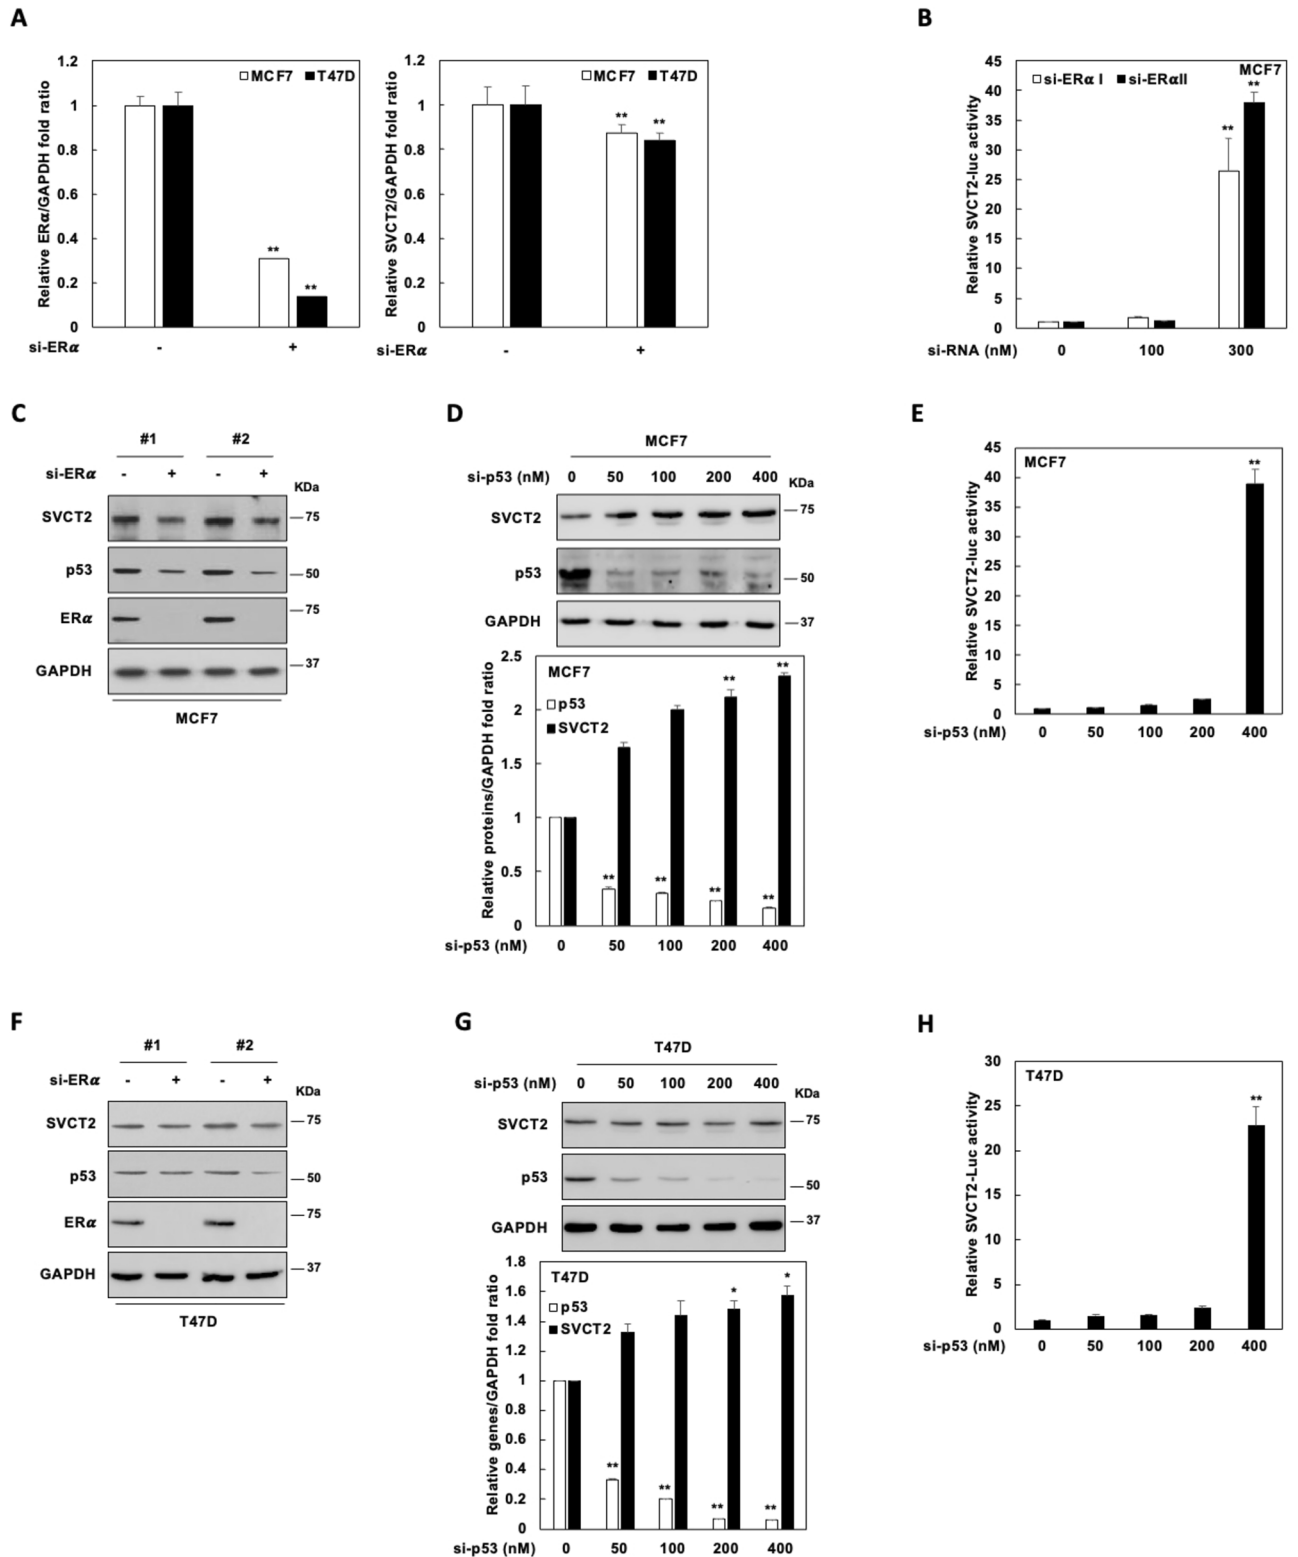 A
Relative ERα/GAPDH fold ratio
1.2
1
0.8
0.6
0.4
0.2
0
MCF7 T47D
**
**
si-ERα - +
Relative SVCT2/GAPDH fold ratio
1.2
1
0.8
0.6
0.4
0.2
0
MCF7 T47D
**
**
si-ERα - +
B
Relative SVCT2-luc activity
45
40
35
30
25
20
15
10
5
0
MCF7
si-ERα I si-ERαII
**
**
si-RNA (nM) 0 100 300
C
#1 #2
si-ERα - + - +
KDa
SVCT2 75
p53 50
ERα 75
GAPDH 37
MCF7
D
MCF7
si-p53 (nM) 0 50 100 200 400
KDa
SVCT2 75
p53 50
GAPDH 37
Relative proteins/GAPDH fold ratio
2.5
2
1.5
1
0.5
0
MCF7
p53
SVCT2
** ** ** ** ** **
si-p53 (nM) 0 50 100 200 400
E
Relative SVCT2-luc activity
45
40
35
30
25
20
15
10
5
0
MCF7
**
si-p53 (nM) 0 50 100 200 400
F
#1 #2
si-ERα - + - +
KDa
SVCT2 75
p53 50
ERα 75
GAPDH 37
T47D
G
T47D
si-p53 (nM) 0 50 100 200 400
KDa
SVCT2 75
p53 50
GAPDH 37
Relative genes/GAPDH fold ratio
1.8
1.6
1.4
1.2
1
0.8
0.6
0.4
0.2
0
T47D
p53
SVCT2
** ** ** * ** *
si-p53 (nM) 0 50 100 200 400
H
Relative SVCT2-Luc activity
30
25
20
15
10
5
0
T47D
**
si-p53 (nM) 0 50 100 200 400